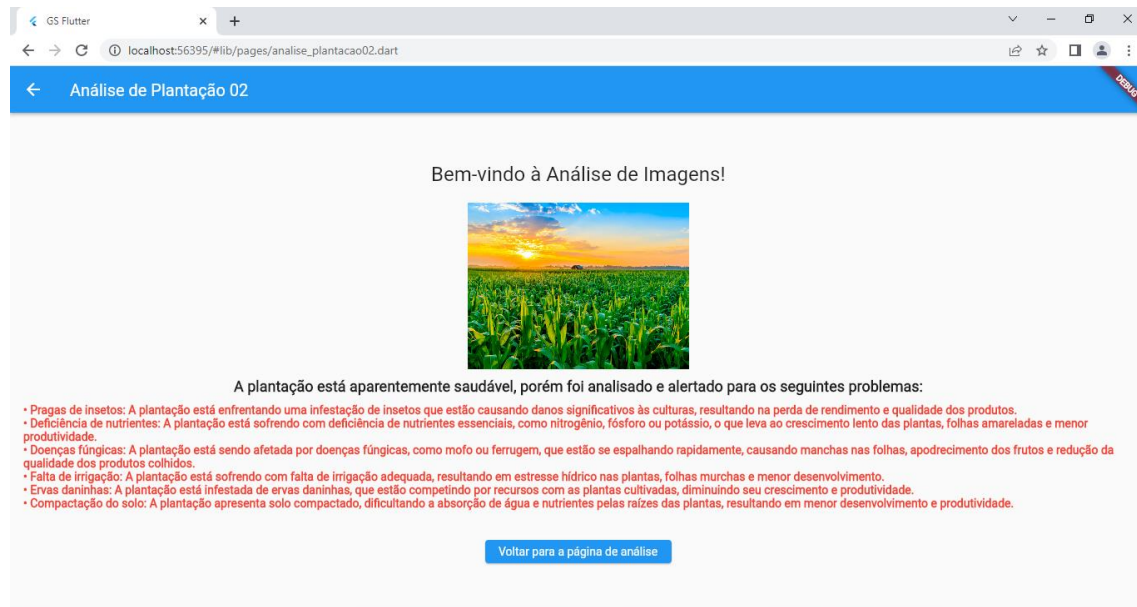 GS Flutter
localhost:56395/#lib/pages/analise_plantacao02.dart
Análise de Plantação 02
DEBUG
Bem-vindo à Análise de Imagens!
A plantação está aparentemente saudável, porém foi analisado e alertado para os seguintes problemas:
• Pragas de insetos: A plantação está enfrentando uma infestação de insetos que estão causando danos significativos às culturas, resultando na perda de rendimento e qualidade dos produtos.
• Deficiência de nutrientes: A plantação está sofrendo com deficiência de nutrientes essenciais, como nitrogênio, fósforo ou potássio, o que leva ao crescimento lento das plantas, folhas amareladas e menor
produtividade.
• Doenças fúngicas: A plantação está sendo afetada por doenças fúngicas, como mofo ou ferrugem, que estão se espalhando rapidamente, causando manchas nas folhas, apodrecimento dos frutos e redução da
qualidade dos produtos colhidos.
• Falta de irrigação: A plantação está sofrendo com falta de irrigação adequada, resultando em estresse hídrico nas plantas, folhas murchas e menor desenvolvimento.
• Ervas daninhas: A plantação está infestada de ervas daninhas, que estão competindo por recursos com as plantas cultivadas, diminuindo seu crescimento e produtividade.
• Compactação do solo: A plantação apresenta solo compactado, dificultando a absorção de água e nutrientes pelas raízes das plantas, resultando em menor desenvolvimento e produtividade.
Voltar para a página de análise